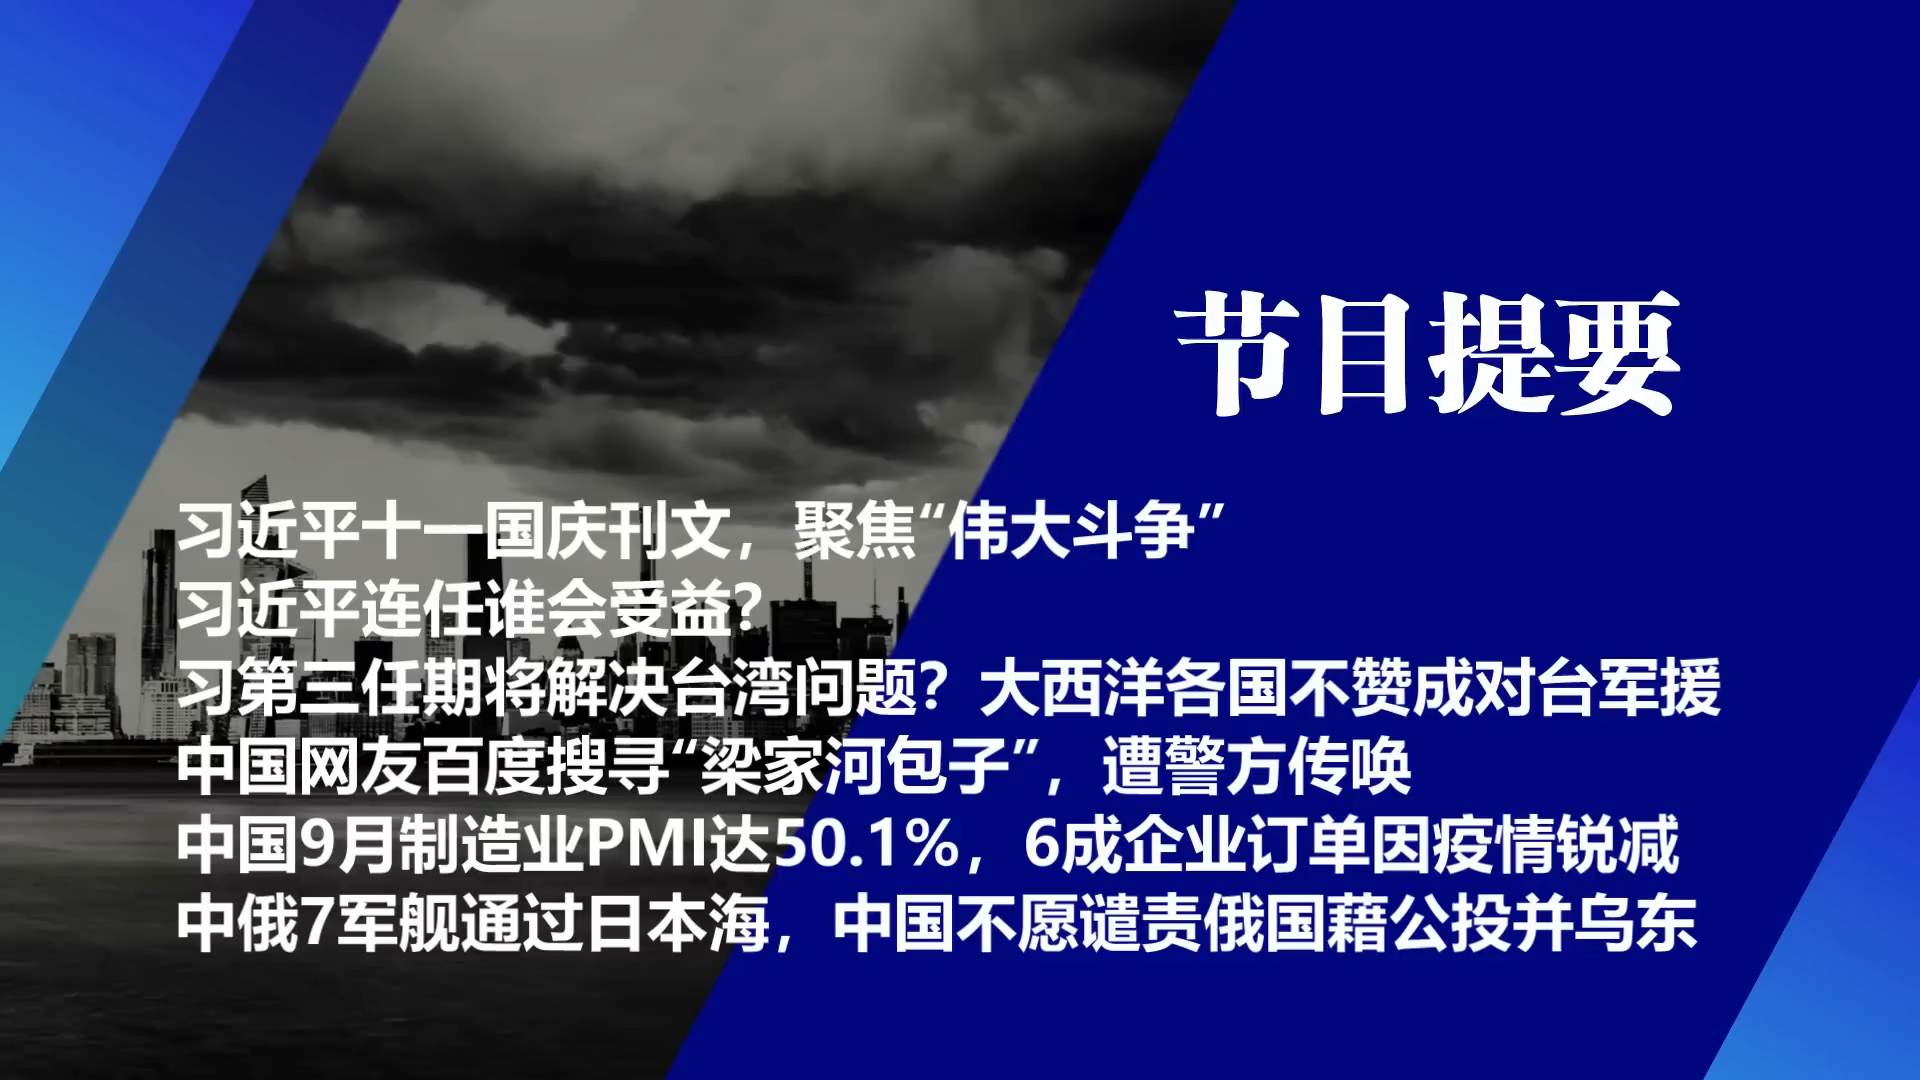 节目提要
习近平十一国庆刊文，聚焦“伟大斗争”
习近平连任谁会受益？
习第三任期将解决台湾问题？大西洋各国不赞成对台军援
中国网友百度搜寻“梁家河包子”，遭警方传唤
中国9月制造业PMI达50.1%，6成企业订单因疫情锐减
中俄7军舰通过日本海，中国不愿谴责俄国藉公投并乌东